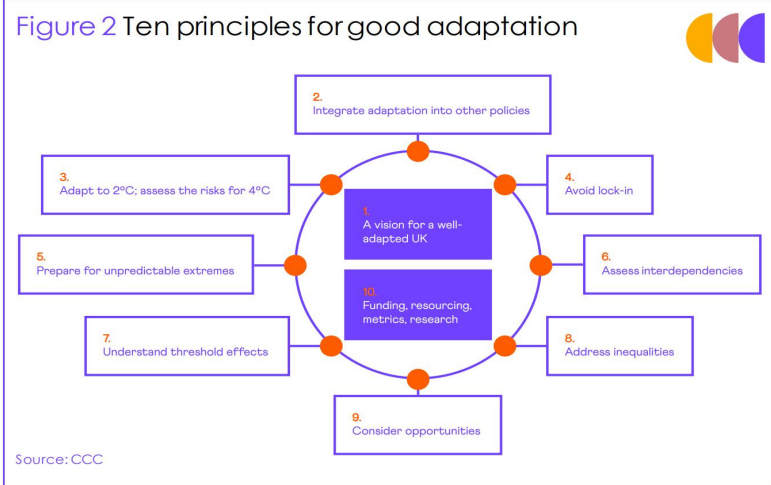 Figure 2 Ten principles for good adaptation
2.
Integrate adaptation into other policies
3.
Adapt to 2°C; assess the risks for 4°C
4.
Avoid lock-in
1.
A vision for a well-
adapted UK
5.
Prepare for unpredictable extremes
6.
Assess interdependencies
10.
Funding, resourcing,
metrics, research
7.
Understand threshold effects
8.
Address inequalities
9.
Consider opportunities
Source: CCC